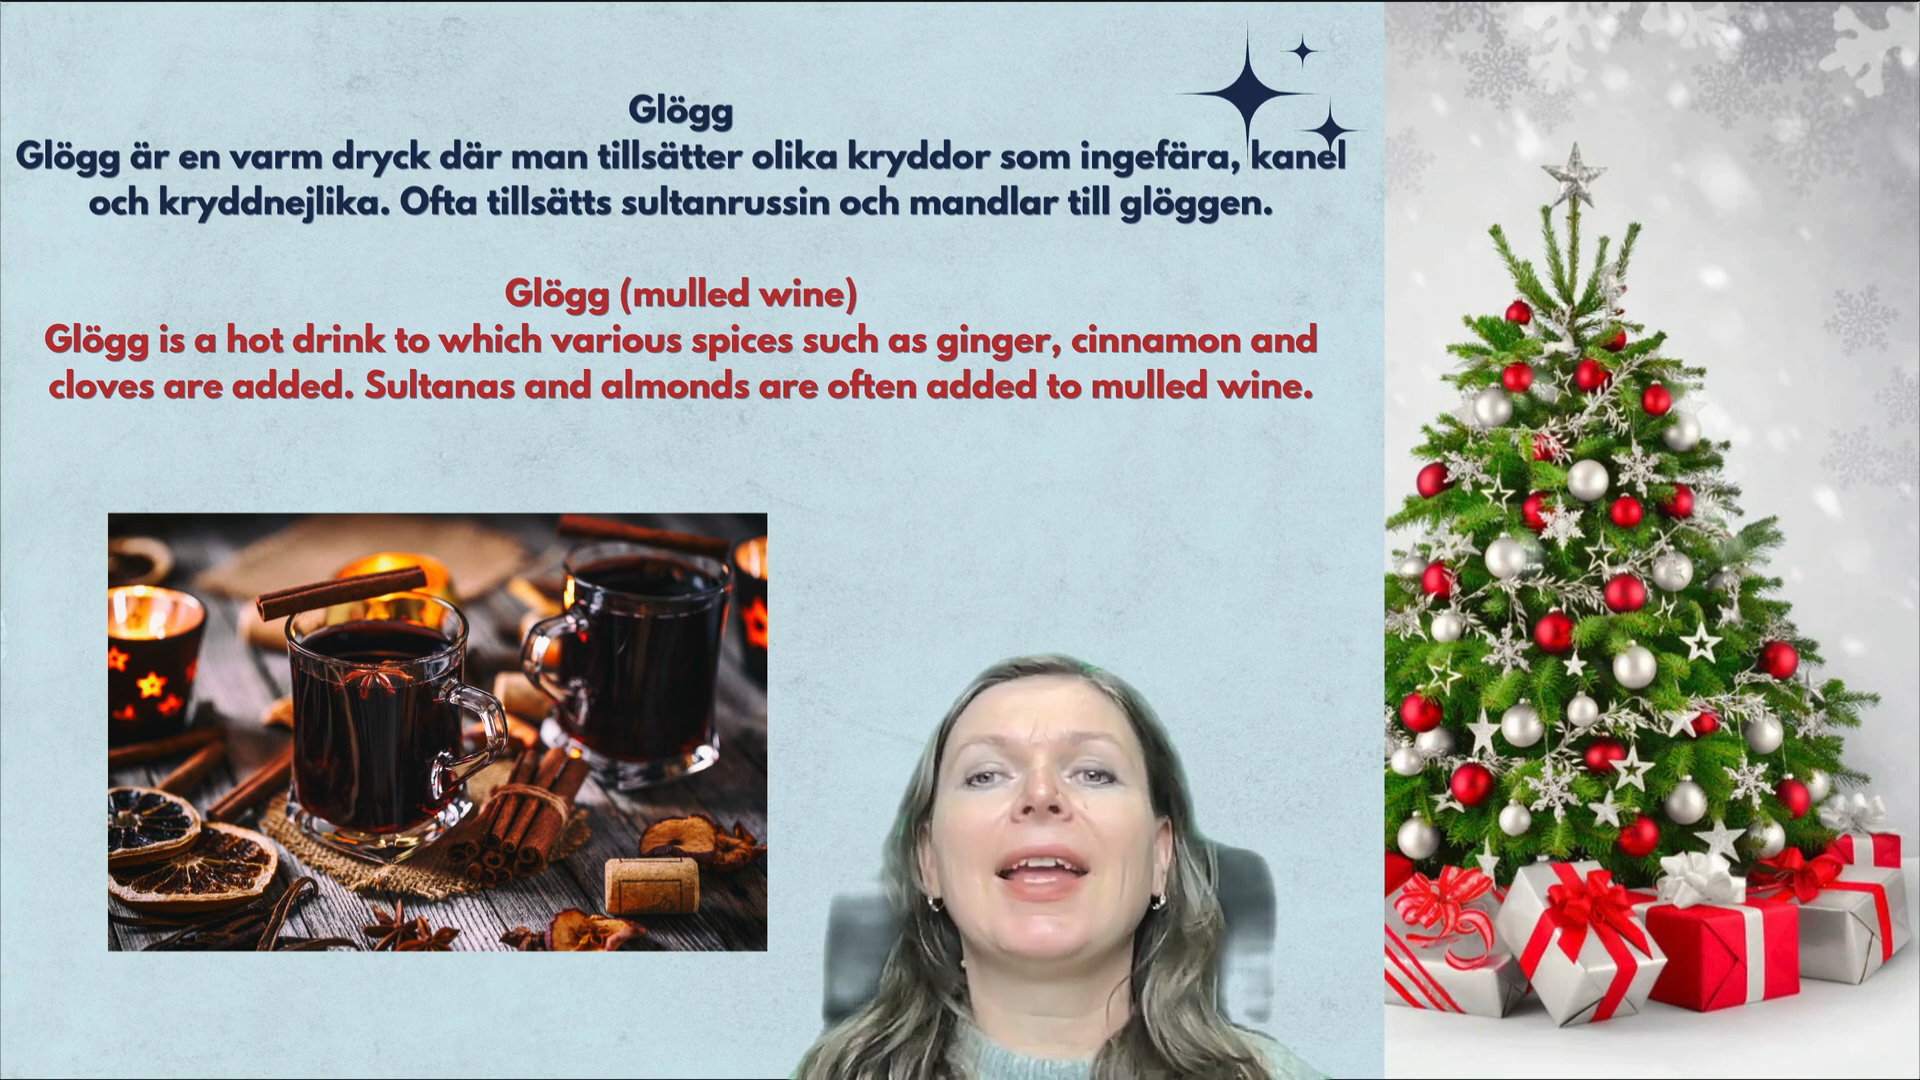 Glögg
Glögg är en varm dryck där man tillsätter olika kryddor som ingefära, kanel
och kryddnejlika. Ofta tillsätts sultanrussin och mandlar till glöggen.
Glögg (mulled wine)
Glögg is a hot drink to which various spices such as ginger, cinnamon and
cloves are added. Sultanas and almonds are often added to mulled wine.